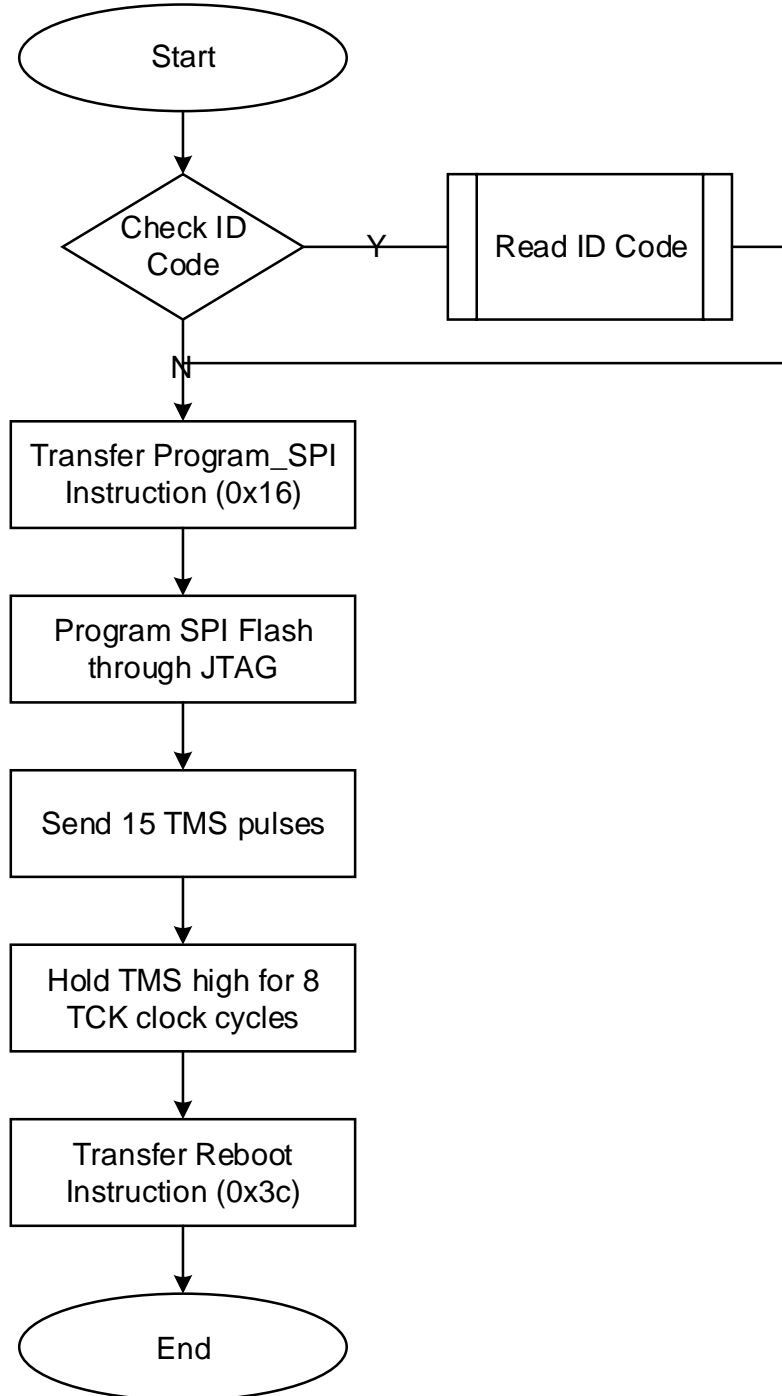 Start
Check ID
Code
Y
Read ID Code
N
Transfer Program_SPI
Instruction (0x16)
Program SPI Flash
through JTAG
Send 15 TMS pulses
Hold TMS high for 8
TCK clock cycles
Transfer Reboot
Instruction (0x3c)
End